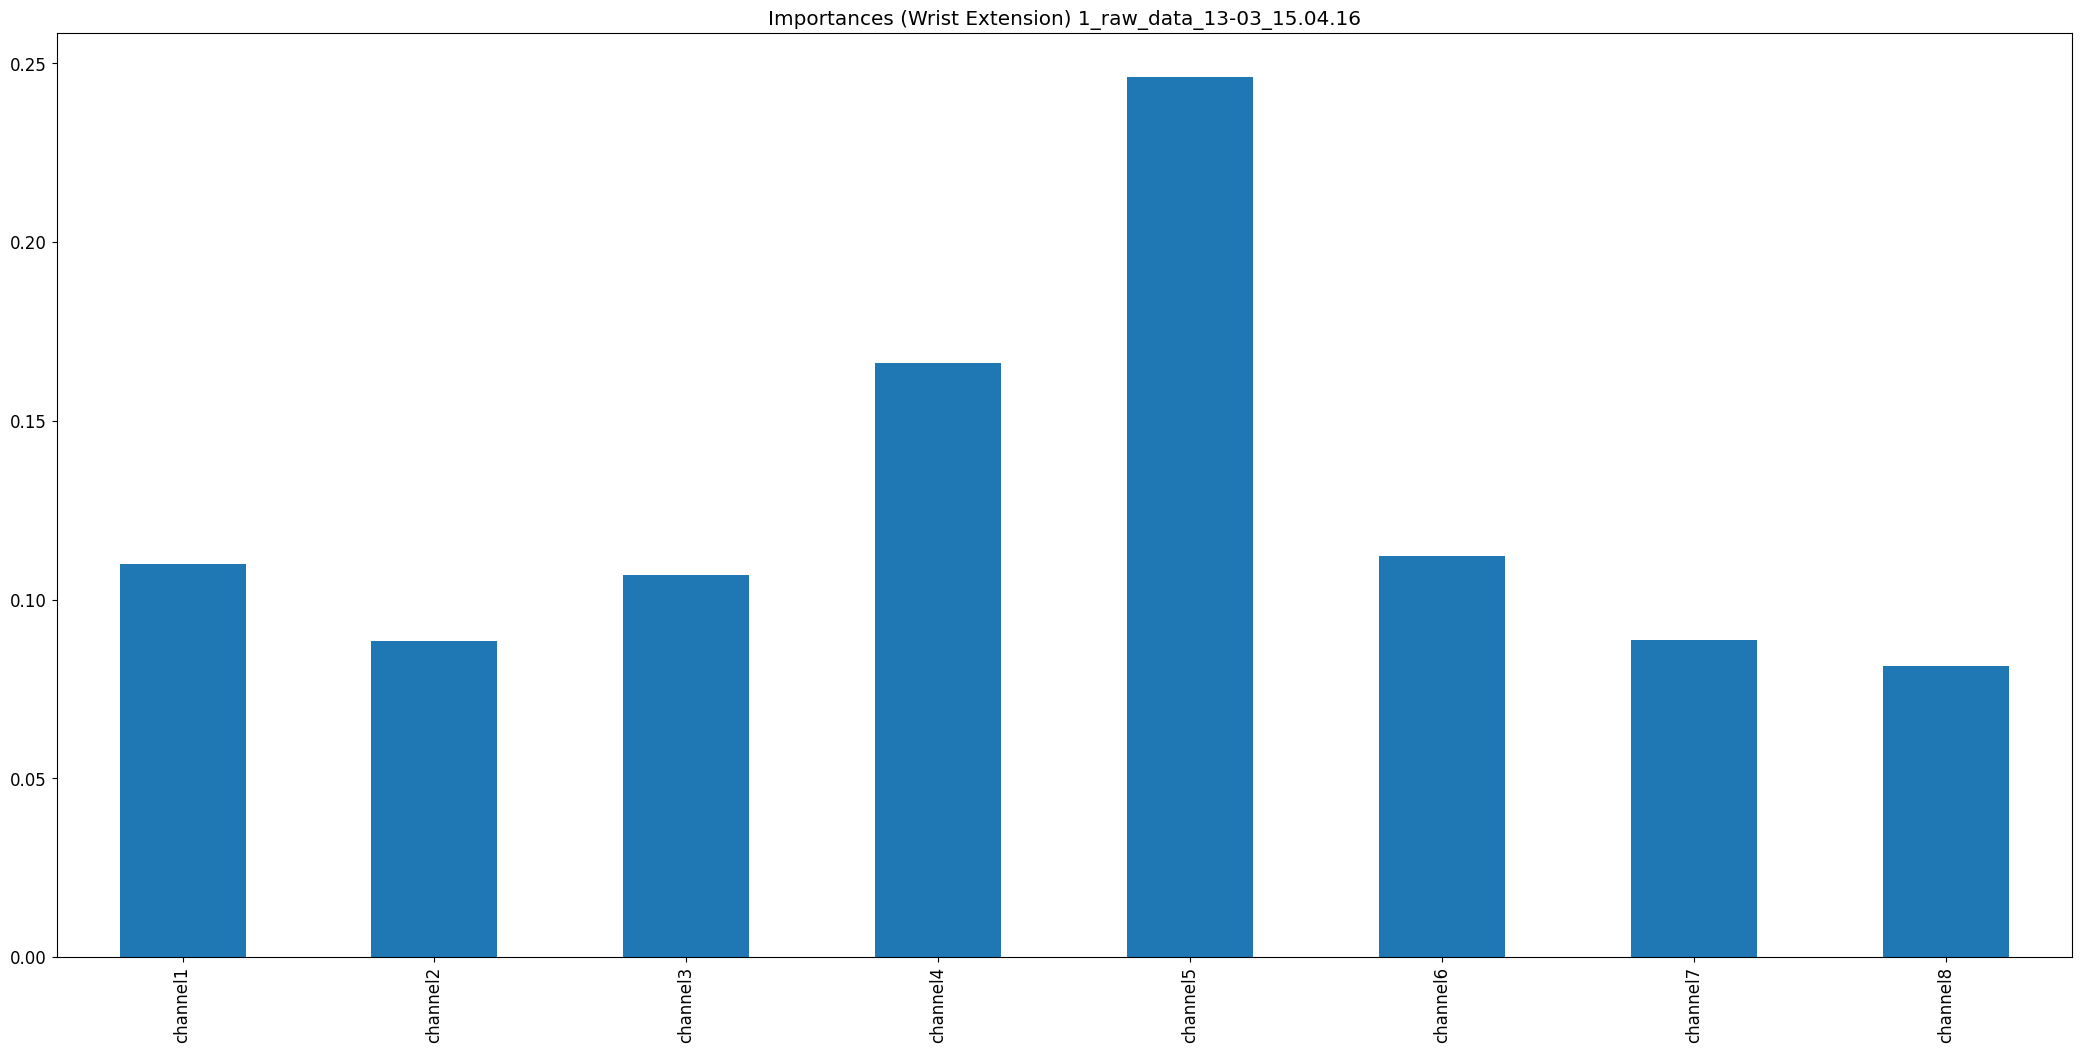 Importances (Wrist Extension) 1_raw_data_13-03_15.04.16
0.25
0.20
0.15
0.10
0.05
0.00
channel1
channel2
channel3
channel4
channel5
channel6
channel7
channel8